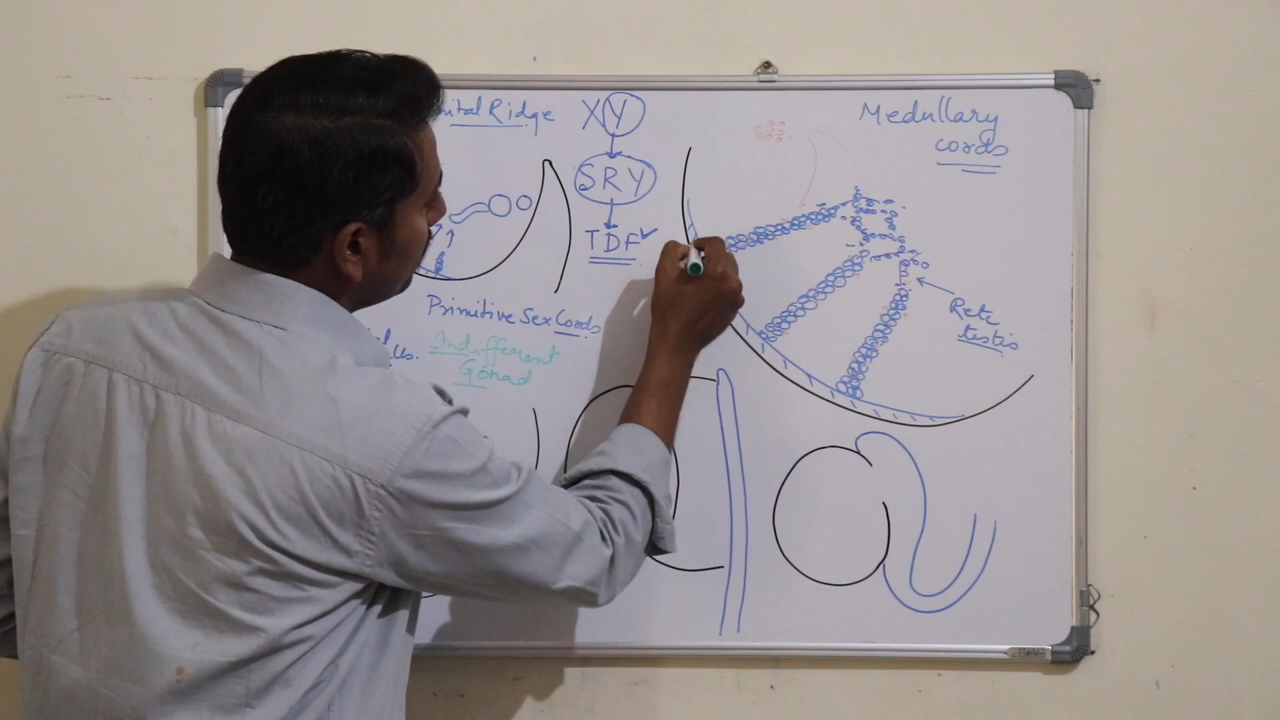 Ridge
XY
SRY
TDF
Primitive Sex Cords
Indifferent
Gonad
Medullary
cords
Rete
testis